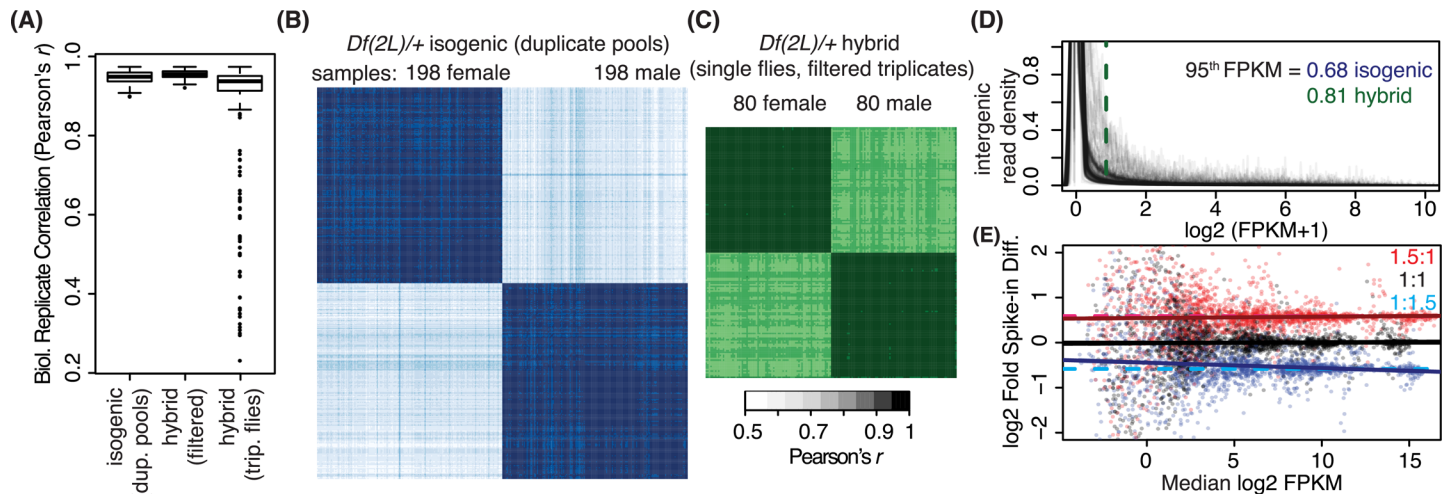 (A)
Biol. Replicate Correlation (Pearson's r)
1.0
0.8
0.6
0.4
0.2
isogenic
dup. pools)
hybrid
(filtered)
hybrid
(trip. flies)
(B)
Df(2L)/+ isogenic (duplicate pools)
samples: 198 female
198 male
(C)
Df(2L)/+ hybrid
(single flies, filtered triplicates)
80 female
80 male
0.5
0.7
0.9
1
Pearson's r
(D)
intergenic
read density
0.8
0.4
0.0
95th FPKM = 0.68 isogenic
0.81 hybrid
0
2
4
6
8
10
log2 (FPKM+1)
(E)
log2 Fold Spike-in Diff.
2
1
0
−1
−2
1.5:1
1:1
1:1.5
0
5
10
15
Median log2 FPKM